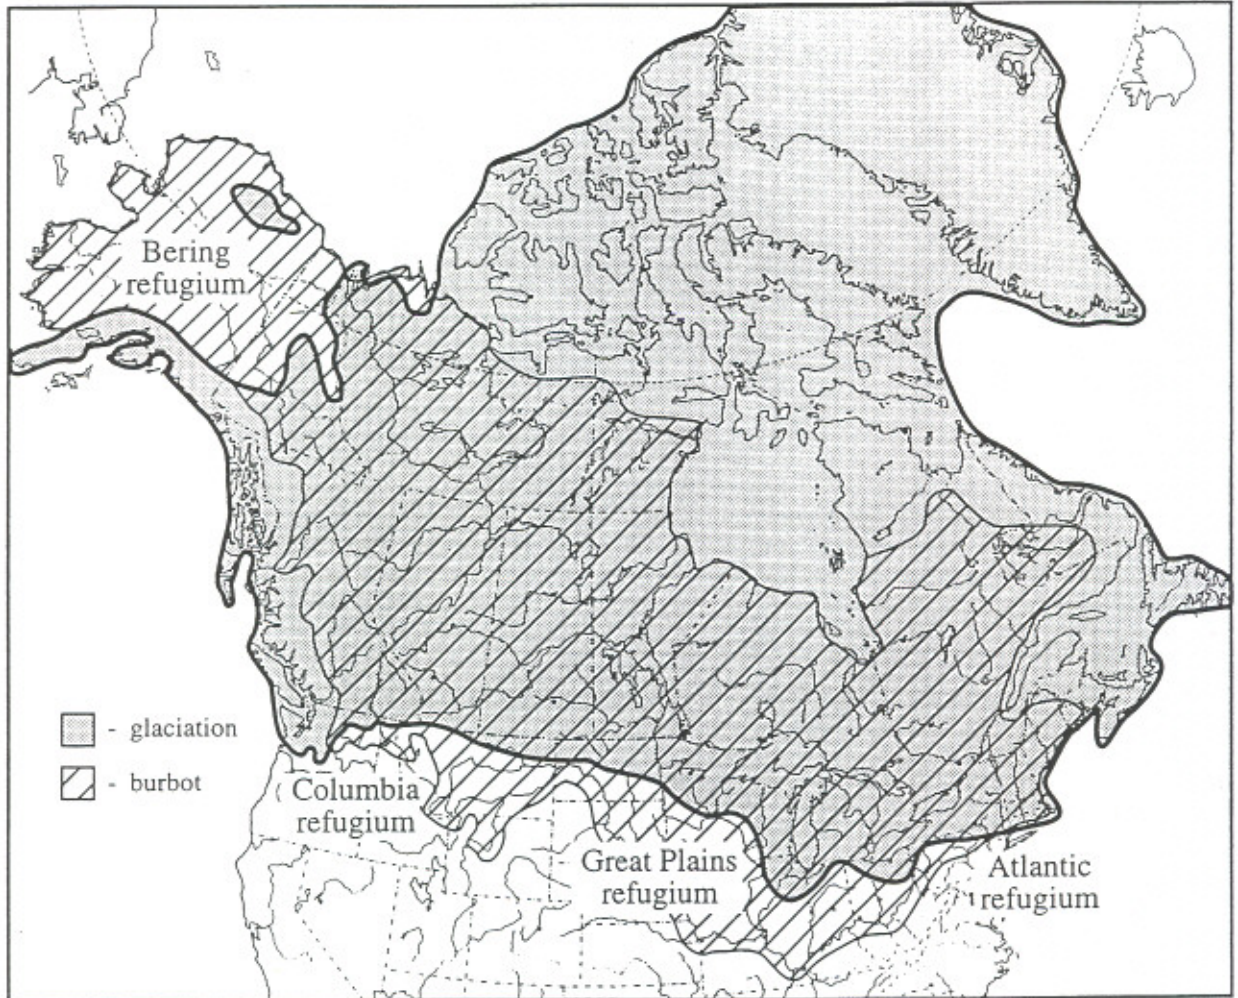 Bering
refugium
- glaciation
- burbot
Columbia
refugium
Great Plains
refugium
Atlantic
refugium